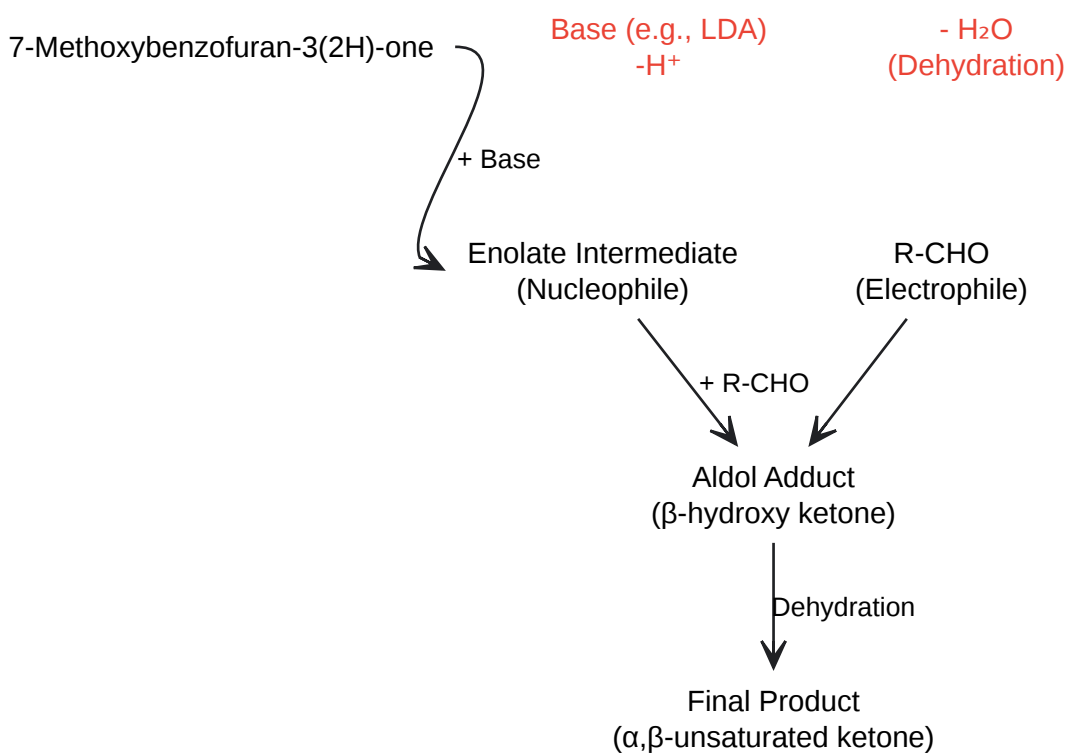 7-Methoxybenzofuran-3(2H)-one
Base (e.g., LDA)
-H⁺
- H₂O
(Dehydration)
+ Base
Enolate Intermediate
(Nucleophile)
R-CHO
(Electrophile)
+ R-CHO
Aldol Adduct
(β-hydroxy ketone)
Dehydration
Final Product
(α,β-unsaturated ketone)